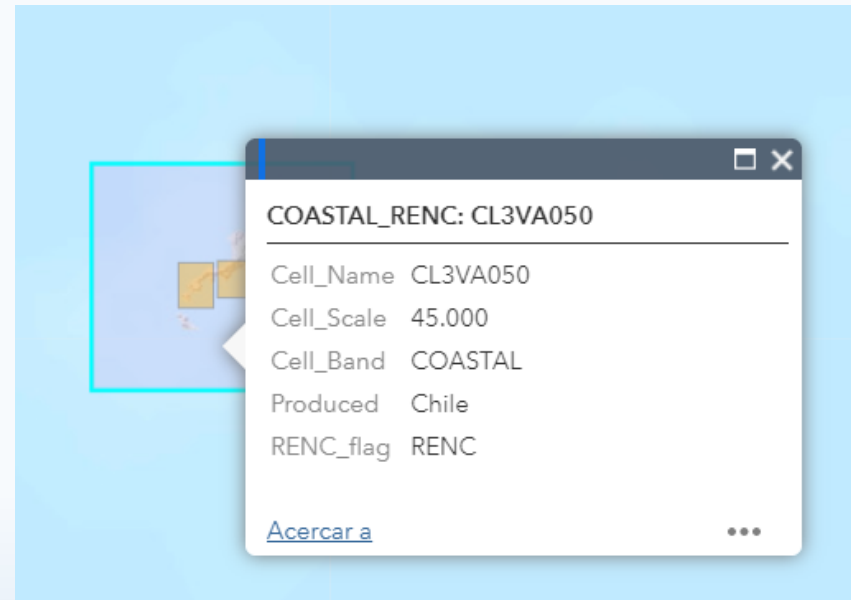 COASTAL_RENC: CL3VA050
Cell_Name CL3VA050
Cell_Scale 45.000
Cell_Band COASTAL
Produced Chile
RENC_flag RENC
Acercar a